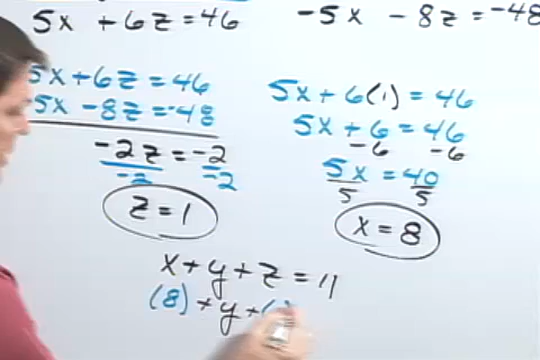 5x + 6z = 46
-5x - 8z = -48
5x + 6z = 46
-5x - 8z = -48
-2z = -2
-2 -2
z = 1
5x + 6(1) = 46
5x + 6 = 46
-6 -6
5x = 40
5 5
x = 8
x + y + z = 11
(8) + y + (